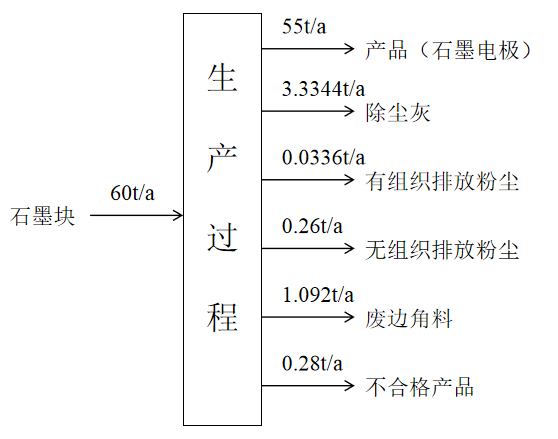 55t/a
产品（石墨电极）
3.3344t/a
除尘灰
0.0336t/a
有组织排放粉尘
石墨块
60t/a
生产过程
0.26t/a
无组织排放粉尘
1.092t/a
废边角料
0.28t/a
不合格产品